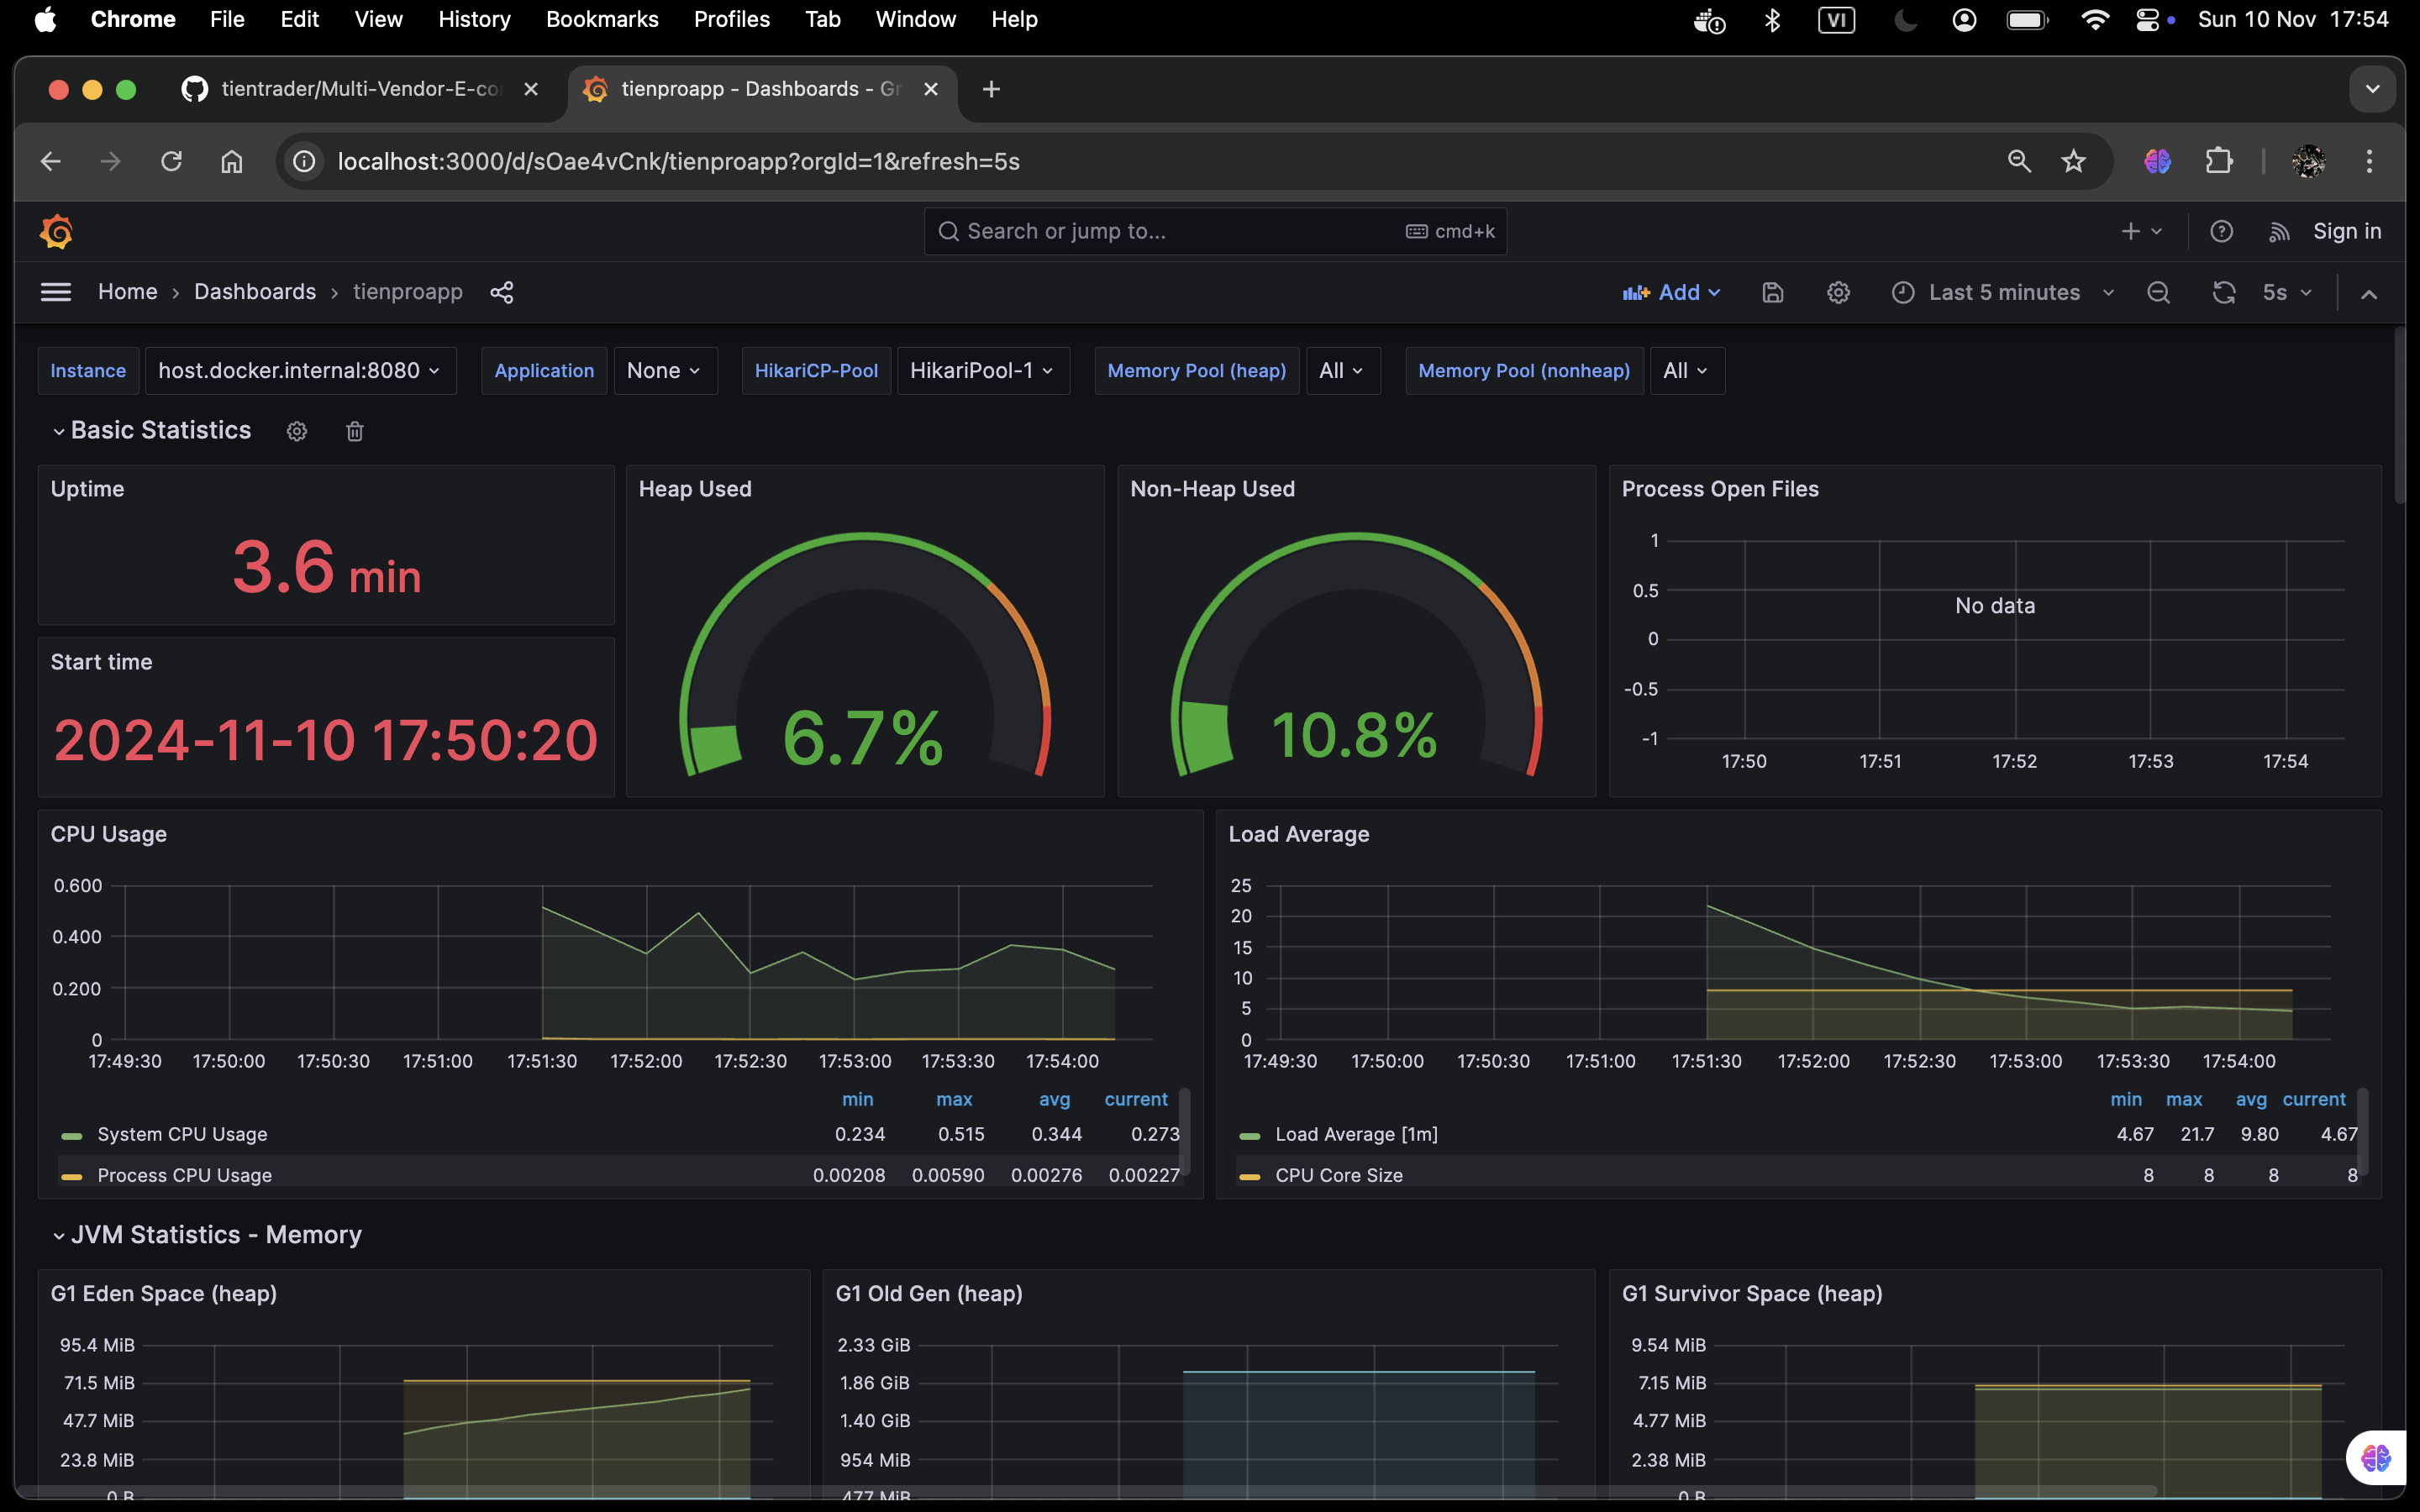 Chrome File Edit View History Bookmarks Profiles Tab Window Help VI Sun 10 Nov 17:54
tientrader/Multi-Vendor-E-co tienproapp - Dashboards - Gr
localhost:3000/d/sOae4vCnk/tienproapp?orgId=1&refresh=5s
Search or jump to... cmd+k Sign in
Home › Dashboards › tienproapp Add Last 5 minutes 5s
Instance host.docker.internal:8080 Application None HikariCP-Pool HikariPool-1 Memory Pool (heap) All Memory Pool (nonheap) All
Basic Statistics
Uptime
3.6 min
Start time
2024-11-10 17:50:20
Heap Used
6.7%
Non-Heap Used
10.8%
Process Open Files
1
0.5
0
-0.5
-1
No data
17:50 17:51 17:52 17:53 17:54
CPU Usage
0.600
0.400
0.200
0
17:49:30 17:50:00 17:50:30 17:51:00 17:51:30 17:52:00 17:52:30 17:53:00 17:53:30 17:54:00
min max avg current
System CPU Usage 0.234 0.515 0.344 0.273
Process CPU Usage 0.00208 0.00590 0.00276 0.00227
Load Average
25
20
15
10
5
0
17:49:30 17:50:00 17:50:30 17:51:00 17:51:30 17:52:00 17:52:30 17:53:00 17:53:30 17:54:00
min max avg current
Load Average [1m] 4.67 21.7 9.80 4.67
CPU Core Size 8 8 8 8
JVM Statistics - Memory
G1 Eden Space (heap)
95.4 MiB
71.5 MiB
47.7 MiB
23.8 MiB
0 B
G1 Old Gen (heap)
2.33 GiB
1.86 GiB
1.40 GiB
954 MiB
477 MiB
G1 Survivor Space (heap)
9.54 MiB
7.15 MiB
4.77 MiB
2.38 MiB
0 B